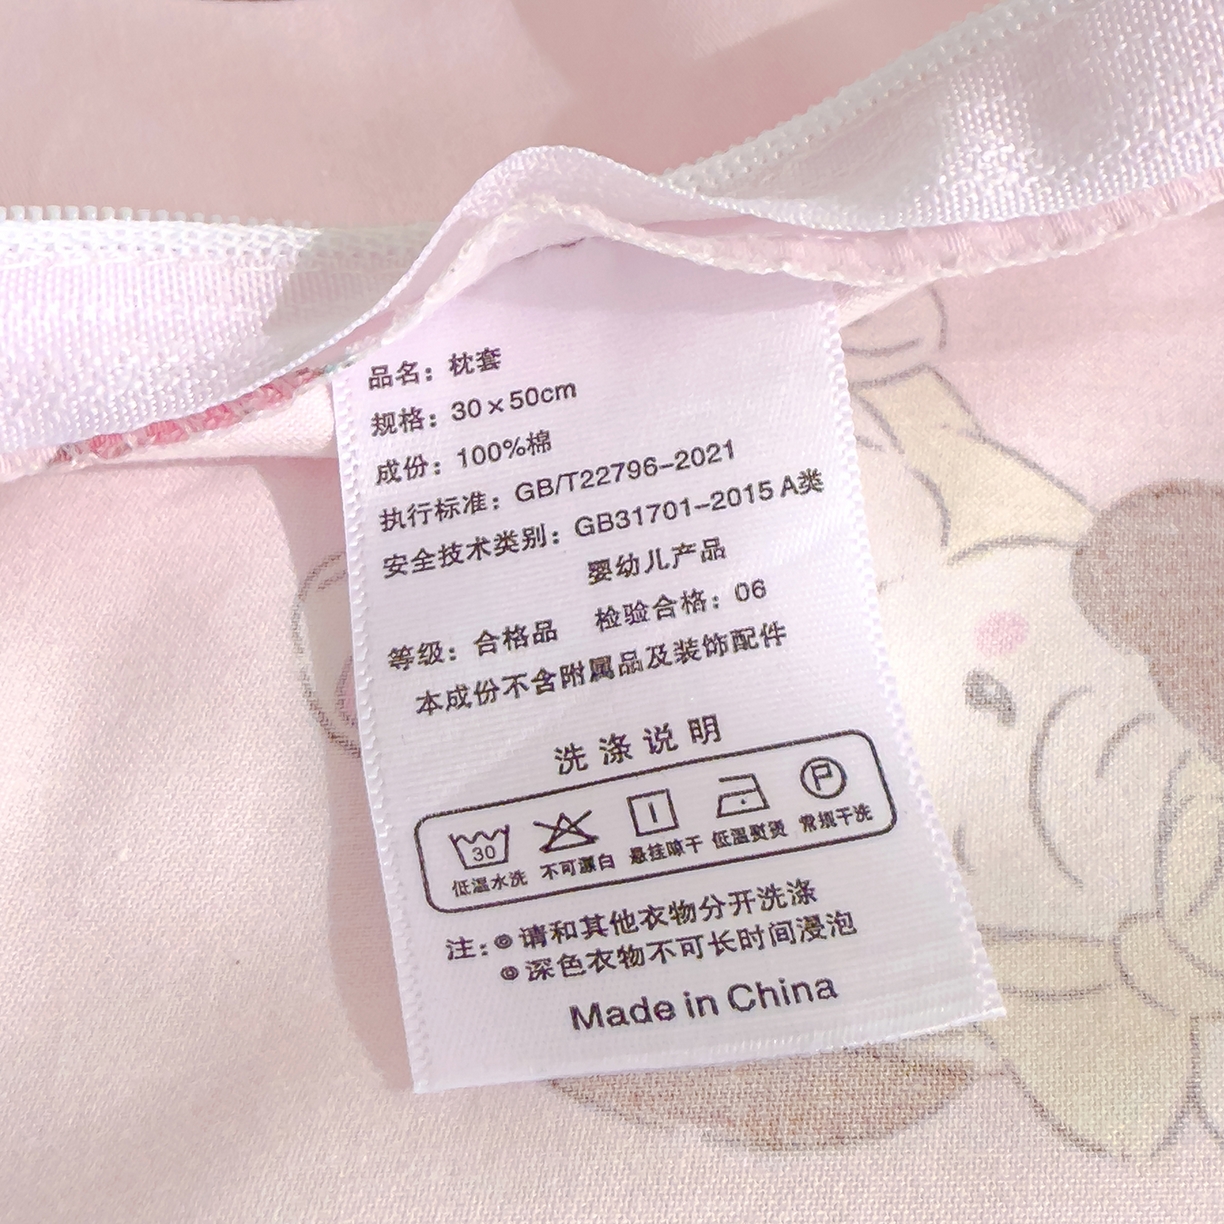 品名：枕套
规格：30×50cm
成份：100%棉
执行标准：GB/T22796-2021
安全技术类别：GB31701-2015 A类
婴幼儿产品
等级：合格品 检验合格：06
本成份不含附属品及装饰配件
洗涤说明
30 P
低温水洗 不可漂白 悬挂晾干 低温熨烫 常规干洗
注：◎请和其他衣物分开洗涤
◎深色衣物不可长时间浸泡
Made in China